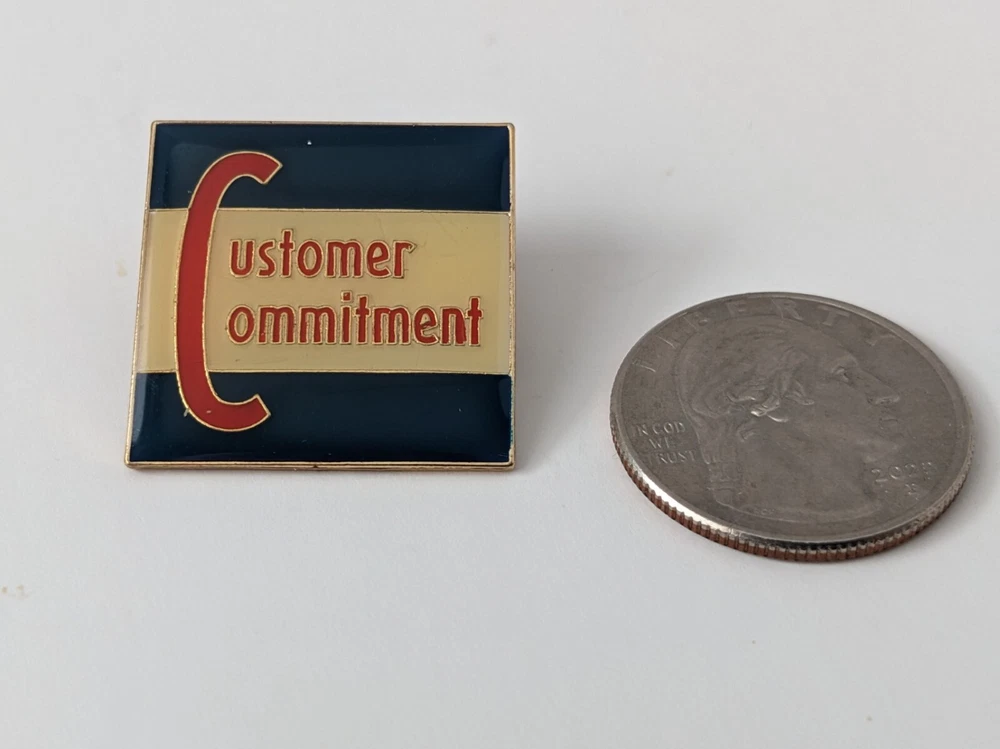 Customer
Commitment
LIBERTY
IN GOD
WE
TRUST